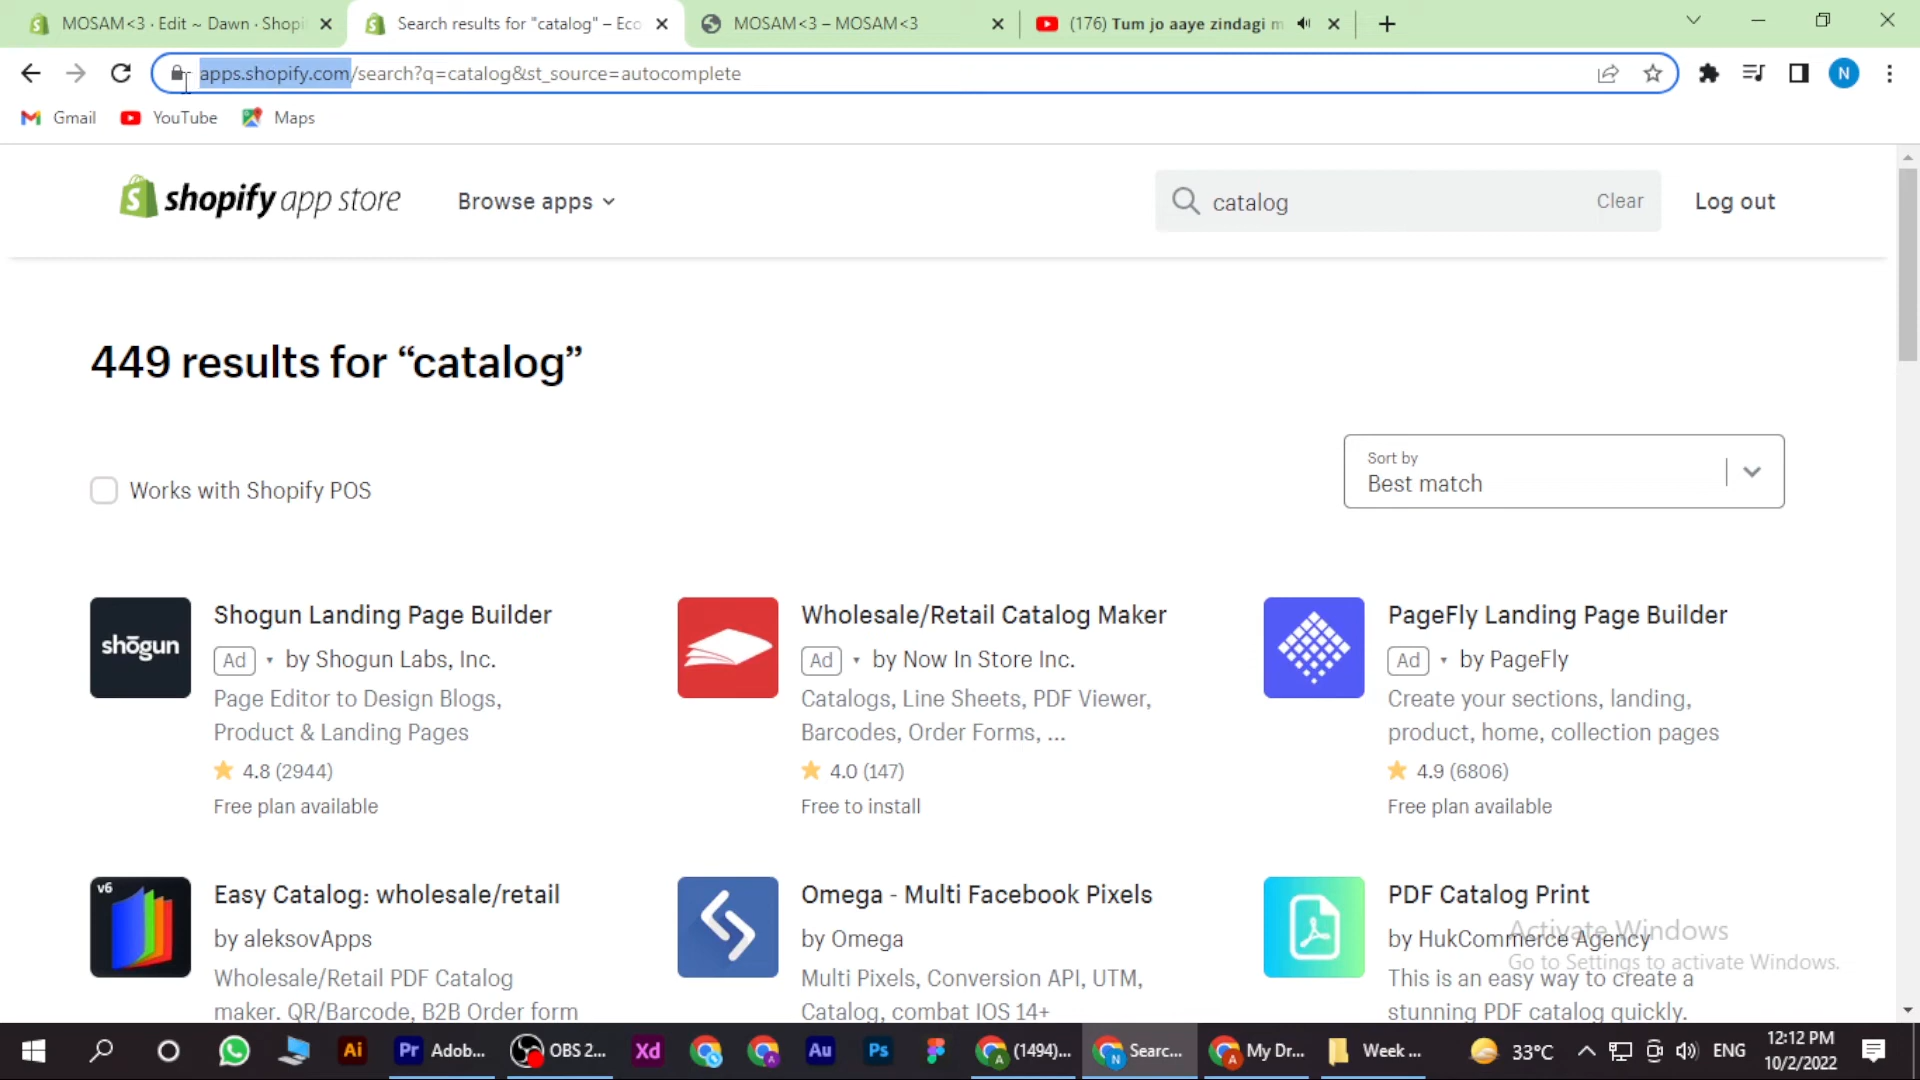 MOSAM<3 · Edit ~ Dawn · Shopi
Search results for "catalog" – Eco
MOSAM<3 – MOSAM<3
(176) Tum jo aaye zindagi m
apps.shopify.com/search?q=catalog&st_source=autocomplete
N
Gmail
YouTube
Maps
shopify app store
Browse apps
catalog
Clear
Log out
449 results for “catalog”
Works with Shopify POS
Sort by
Best match
shōgun
Shogun Landing Page Builder
Ad by Shogun Labs, Inc.
Page Editor to Design Blogs,
Product & Landing Pages
4.8 (2944)
Free plan available
Wholesale/Retail Catalog Maker
Ad by Now In Store Inc.
Catalogs, Line Sheets, PDF Viewer,
Barcodes, Order Forms, ...
4.0 (147)
Free to install
PageFly Landing Page Builder
Ad by PageFly
Create your sections, landing,
product, home, collection pages
4.9 (6806)
Free plan available
v6
Easy Catalog: wholesale/retail
by aleksovApps
Wholesale/Retail PDF Catalog
maker. QR/Barcode, B2B Order form
Omega - Multi Facebook Pixels
by Omega
Multi Pixels, Conversion API, UTM,
Catalog, combat IOS 14+
PDF Catalog Print
by HukCommerce Agency
This is an easy way to create a
stunning PDF catalog quickly.
Activate Windows
Go to Settings to activate Windows.
Ai
Pr
Adob...
OBS 2...
Xd
Au
Ps
(1494)...
Searc...
My Dr...
Week ...
33°C
ENG
12:12 PM
10/2/2022